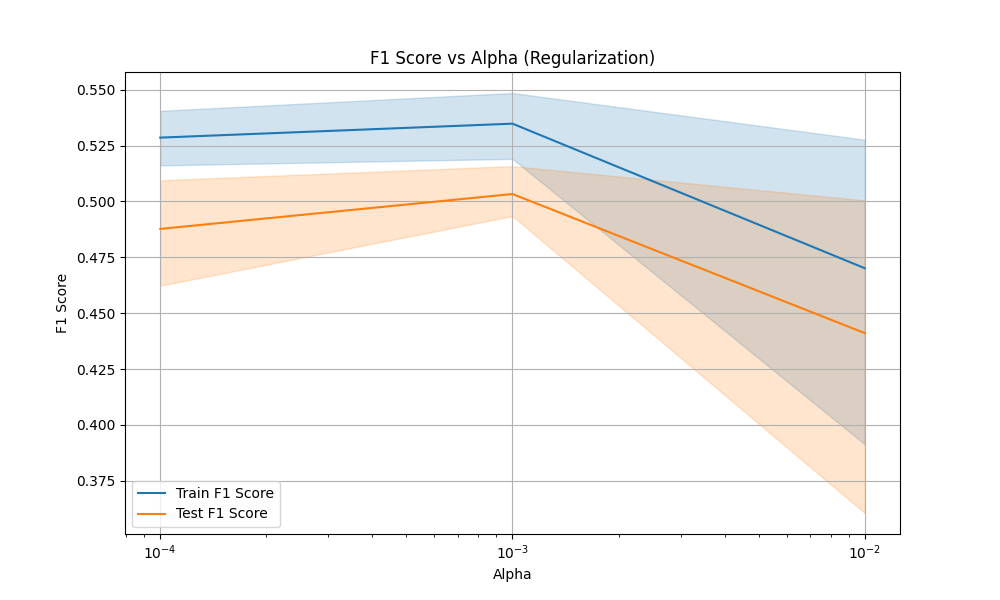 F1 Score vs Alpha (Regularization)
F1 Score
0.550
0.525
0.500
0.475
0.450
0.425
0.400
0.375
Train F1 Score
Test F1 Score
10⁻⁴
10⁻³
10⁻²
Alpha